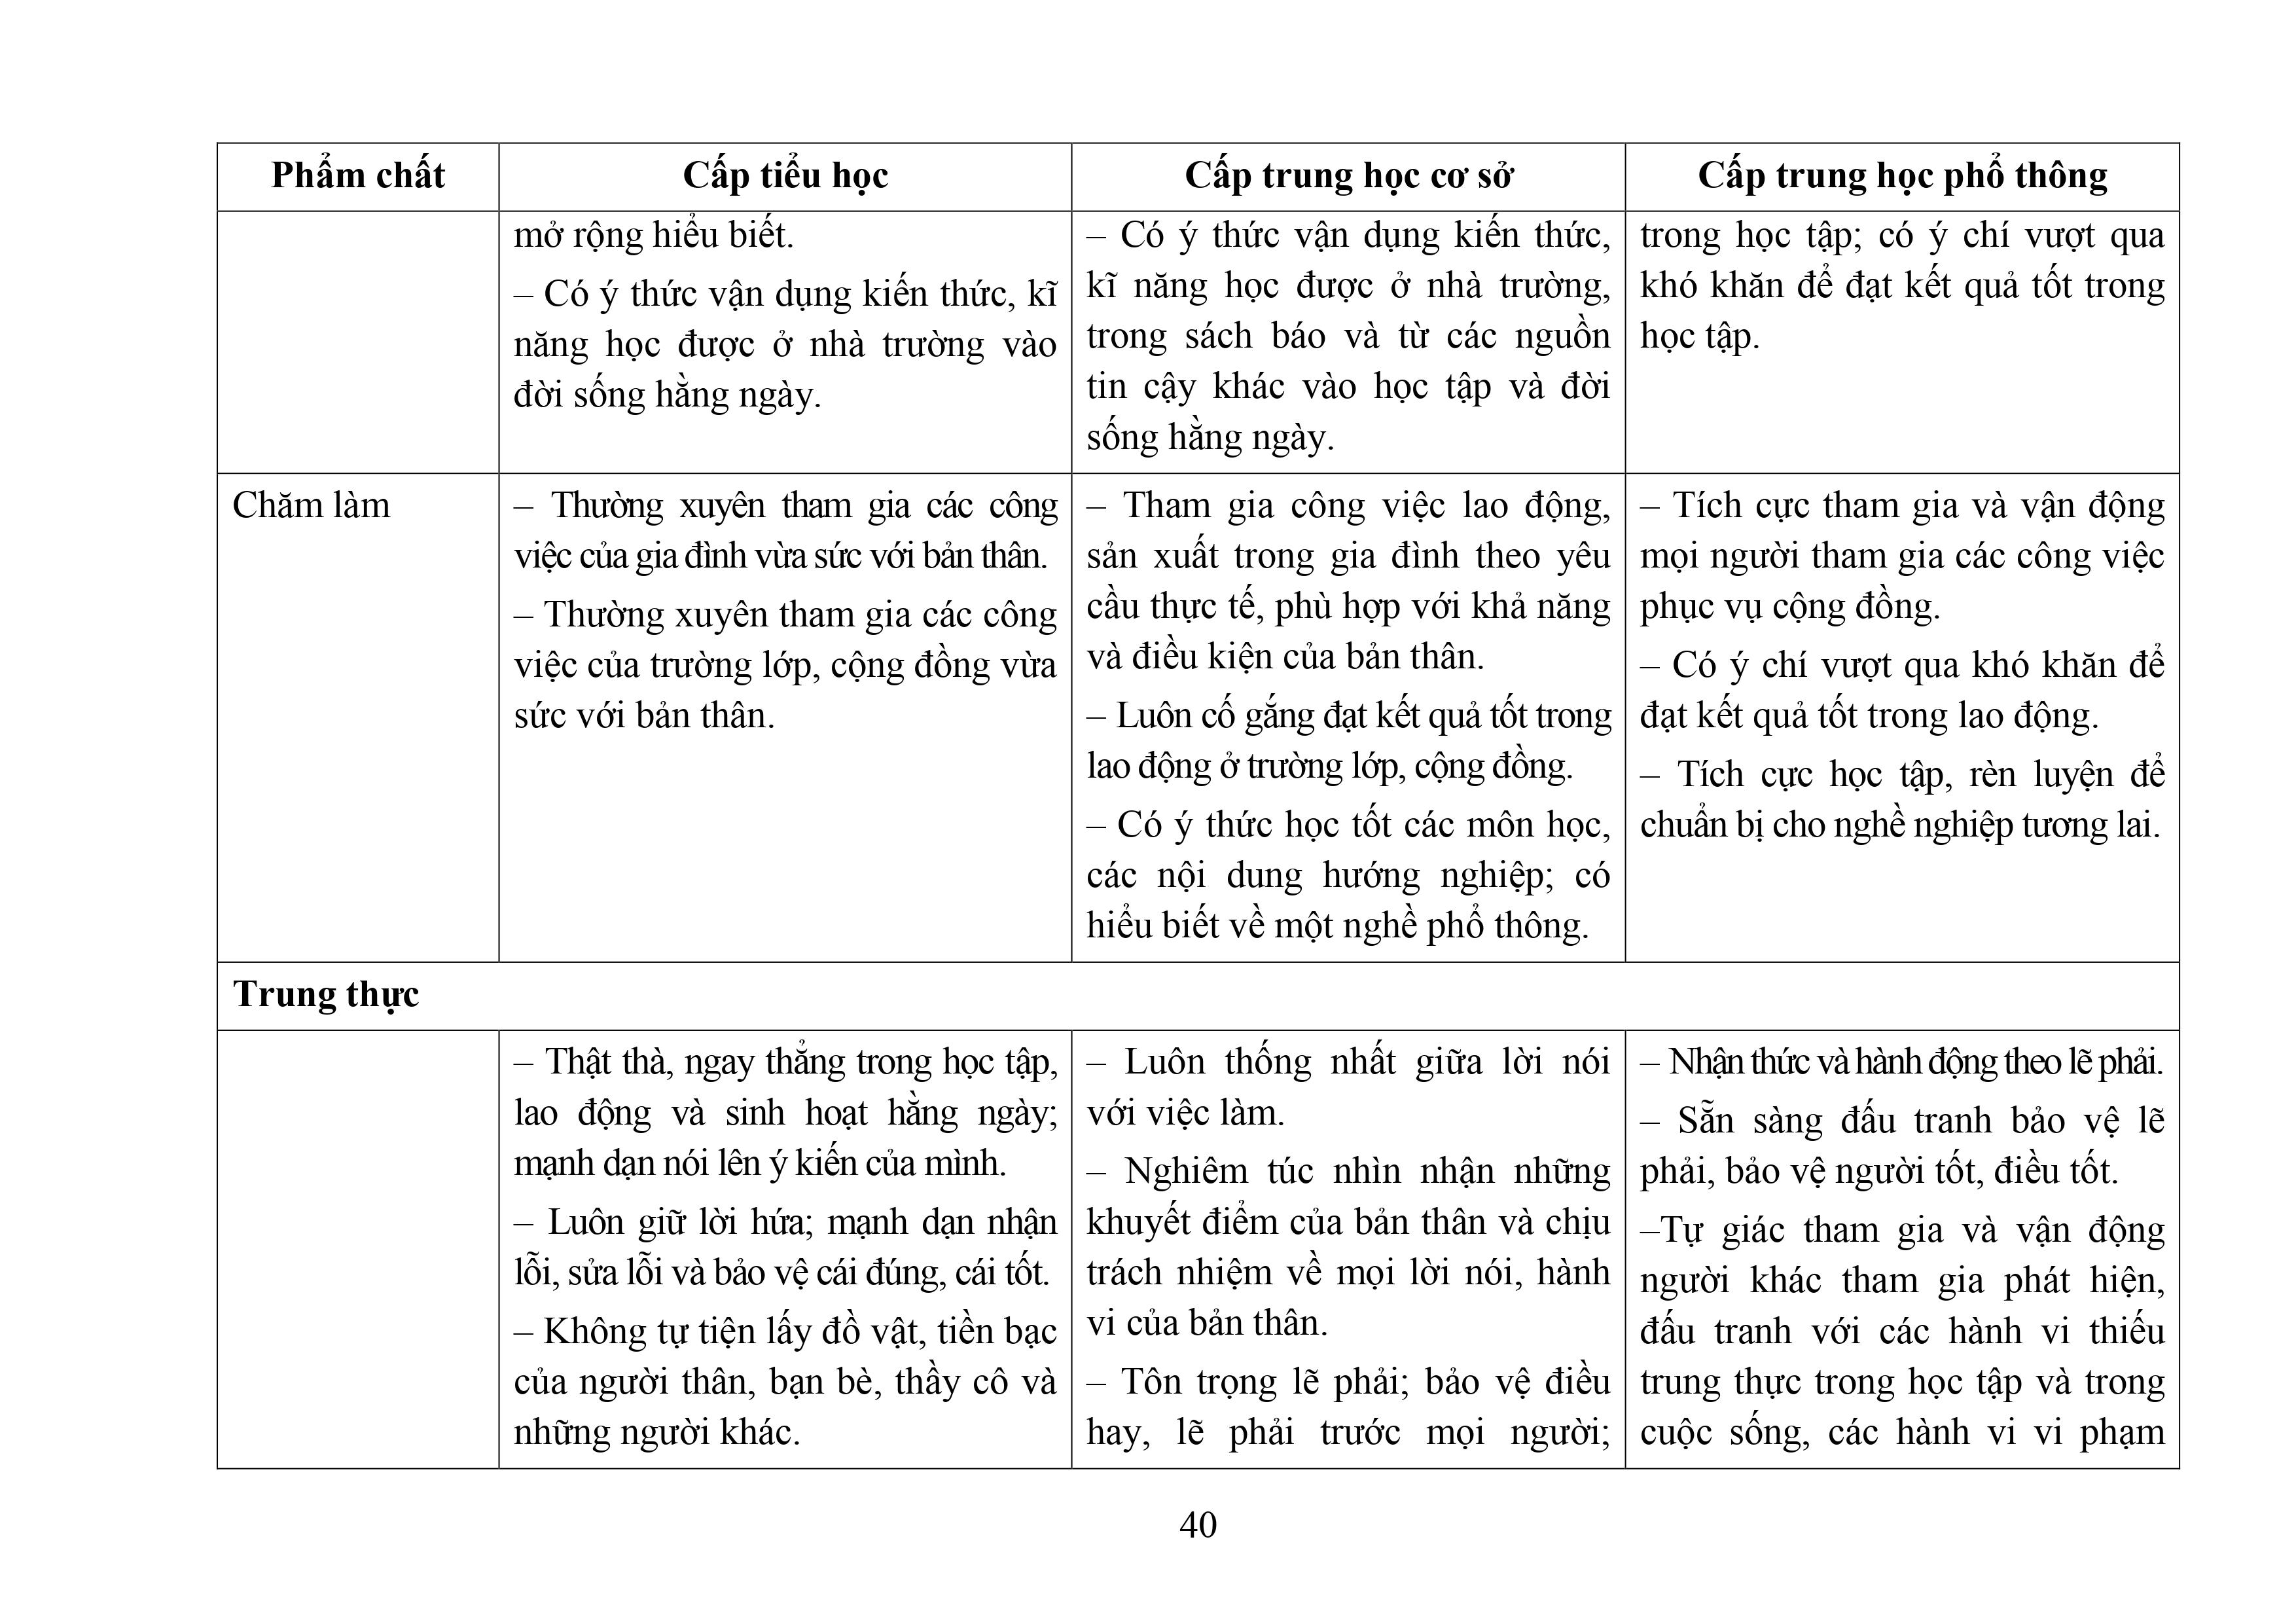 Phẩm chất
Cấp tiểu học
Cấp trung học cơ sở
Cấp trung học phổ thông
mở rộng hiểu biết.
– Có ý thức vận dụng kiến thức, kĩ
năng học được ở nhà trường vào
đời sống hằng ngày.
– Có ý thức vận dụng kiến thức,
kĩ năng học được ở nhà trường,
trong sách báo và từ các nguồn
tin cậy khác vào học tập và đời
sống hằng ngày.
trong học tập; có ý chí vượt qua
khó khăn để đạt kết quả tốt trong
học tập.
Chăm làm
– Thường xuyên tham gia các công
việc của gia đình vừa sức với bản thân.
– Thường xuyên tham gia các công
việc của trường lớp, cộng đồng vừa
sức với bản thân.
– Tham gia công việc lao động,
sản xuất trong gia đình theo yêu
cầu thực tế, phù hợp với khả năng
và điều kiện của bản thân.
– Luôn cố gắng đạt kết quả tốt trong
lao động ở trường lớp, cộng đồng.
– Có ý thức học tốt các môn học,
các nội dung hướng nghiệp; có
hiểu biết về một nghề phổ thông.
– Tích cực tham gia và vận động
mọi người tham gia các công việc
phục vụ cộng đồng.
– Có ý chí vượt qua khó khăn để
đạt kết quả tốt trong lao động.
– Tích cực học tập, rèn luyện để
chuẩn bị cho nghề nghiệp tương lai.
Trung thực
– Thật thà, ngay thẳng trong học tập,
lao động và sinh hoạt hằng ngày;
mạnh dạn nói lên ý kiến của mình.
– Luôn giữ lời hứa; mạnh dạn nhận
lỗi, sửa lỗi và bảo vệ cái đúng, cái tốt.
– Không tự tiện lấy đồ vật, tiền bạc
của người thân, bạn bè, thầy cô và
những người khác.
– Luôn thống nhất giữa lời nói
với việc làm.
– Nghiêm túc nhìn nhận những
khuyết điểm của bản thân và chịu
trách nhiệm về mọi lời nói, hành
vi của bản thân.
– Tôn trọng lẽ phải; bảo vệ điều
hay, lẽ phải trước mọi người;
– Nhận thức và hành động theo lẽ phải.
– Sẵn sàng đấu tranh bảo vệ lẽ
phải, bảo vệ người tốt, điều tốt.
–Tự giác tham gia và vận động
người khác tham gia phát hiện,
đấu tranh với các hành vi thiếu
trung thực trong học tập và trong
cuộc sống, các hành vi vi phạm
40